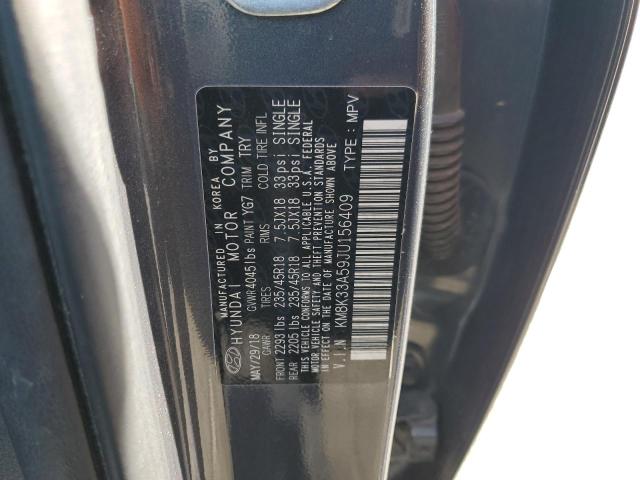 MANUFACTURED IN KOREA BY
HYUNDAI MOTOR COMPANY
MAY/29/18 GVWR 4045lbs PAINT YG7 TRIM TRY
GAWR TIRES RIMS COLD TIRE INFL
FRONT 2293lbs 235/45R18 7.5JX18 33psi SINGLE
REAR 2205lbs 235/45R18 7.5JX18 33psi SINGLE
THIS VEHICLE CONFORMS TO ALL APPLICABLE U.S.A. FEDERAL
MOTOR VEHICLE SAFETY AND THEFT PREVENTION STANDARDS
IN EFFECT ON THE DATE OF MANUFACTURE SHOWN ABOVE
V.I.N KM8K33A59JU156409 TYPE : MPV